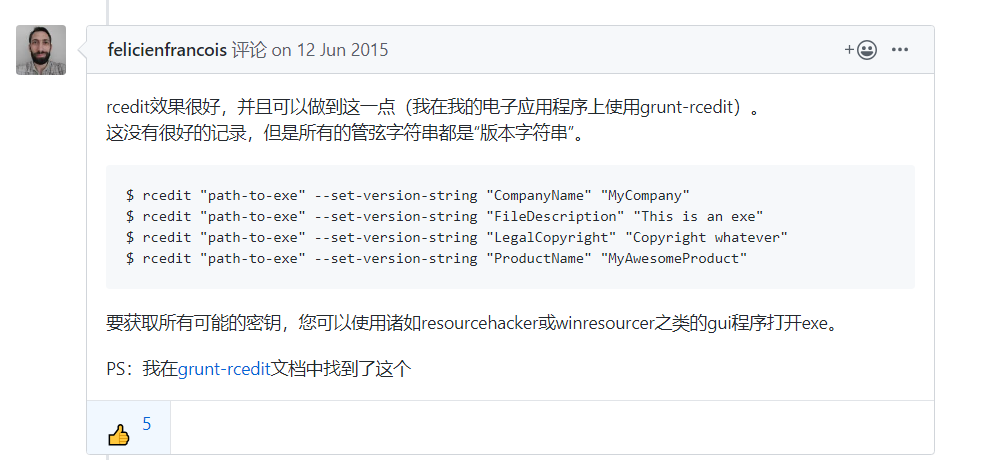 felicienfrancois 评论 on 12 Jun 2015
rcedit效果很好，并且可以做到这一点（我在我的电子应用程序上使用grunt-rcedit）。
这没有很好的记录，但是所有的管弦字符串都是“版本字符串”。
$ rcedit "path-to-exe" --set-version-string "CompanyName" "MyCompany"
$ rcedit "path-to-exe" --set-version-string "FileDescription" "This is an exe"
$ rcedit "path-to-exe" --set-version-string "LegalCopyright" "Copyright whatever"
$ rcedit "path-to-exe" --set-version-string "ProductName" "MyAwesomeProduct"
要获取所有可能的密钥，您可以使用诸如resourcehacker或winresourcer之类的gui程序打开exe。
PS：我在grunt-rcedit文档中找到了这个
5